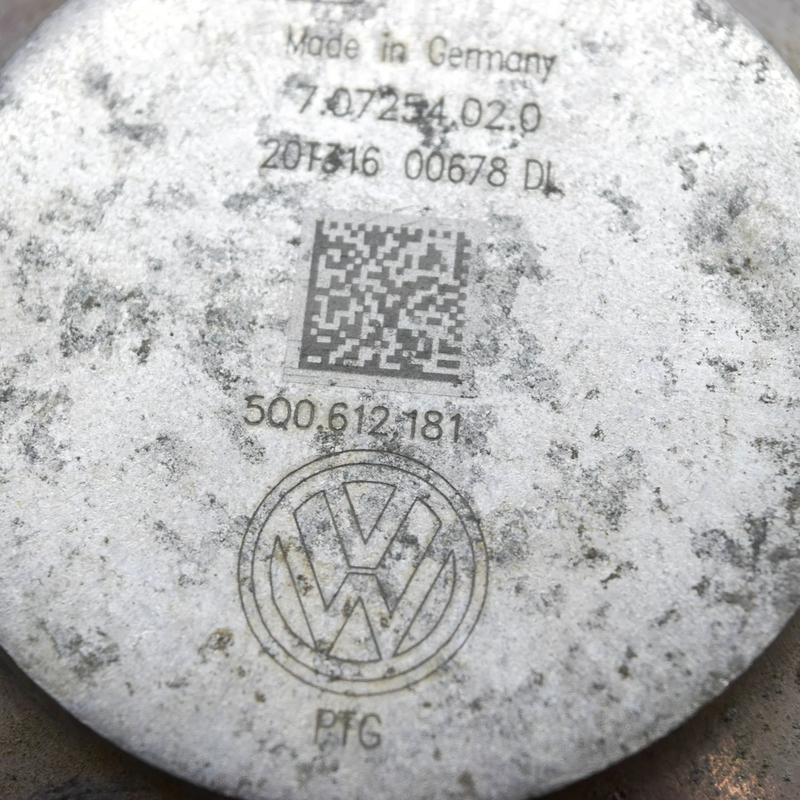 Made in Germany
7.07254.02.0
201316 00678 DL
5Q0.612.181
PTG